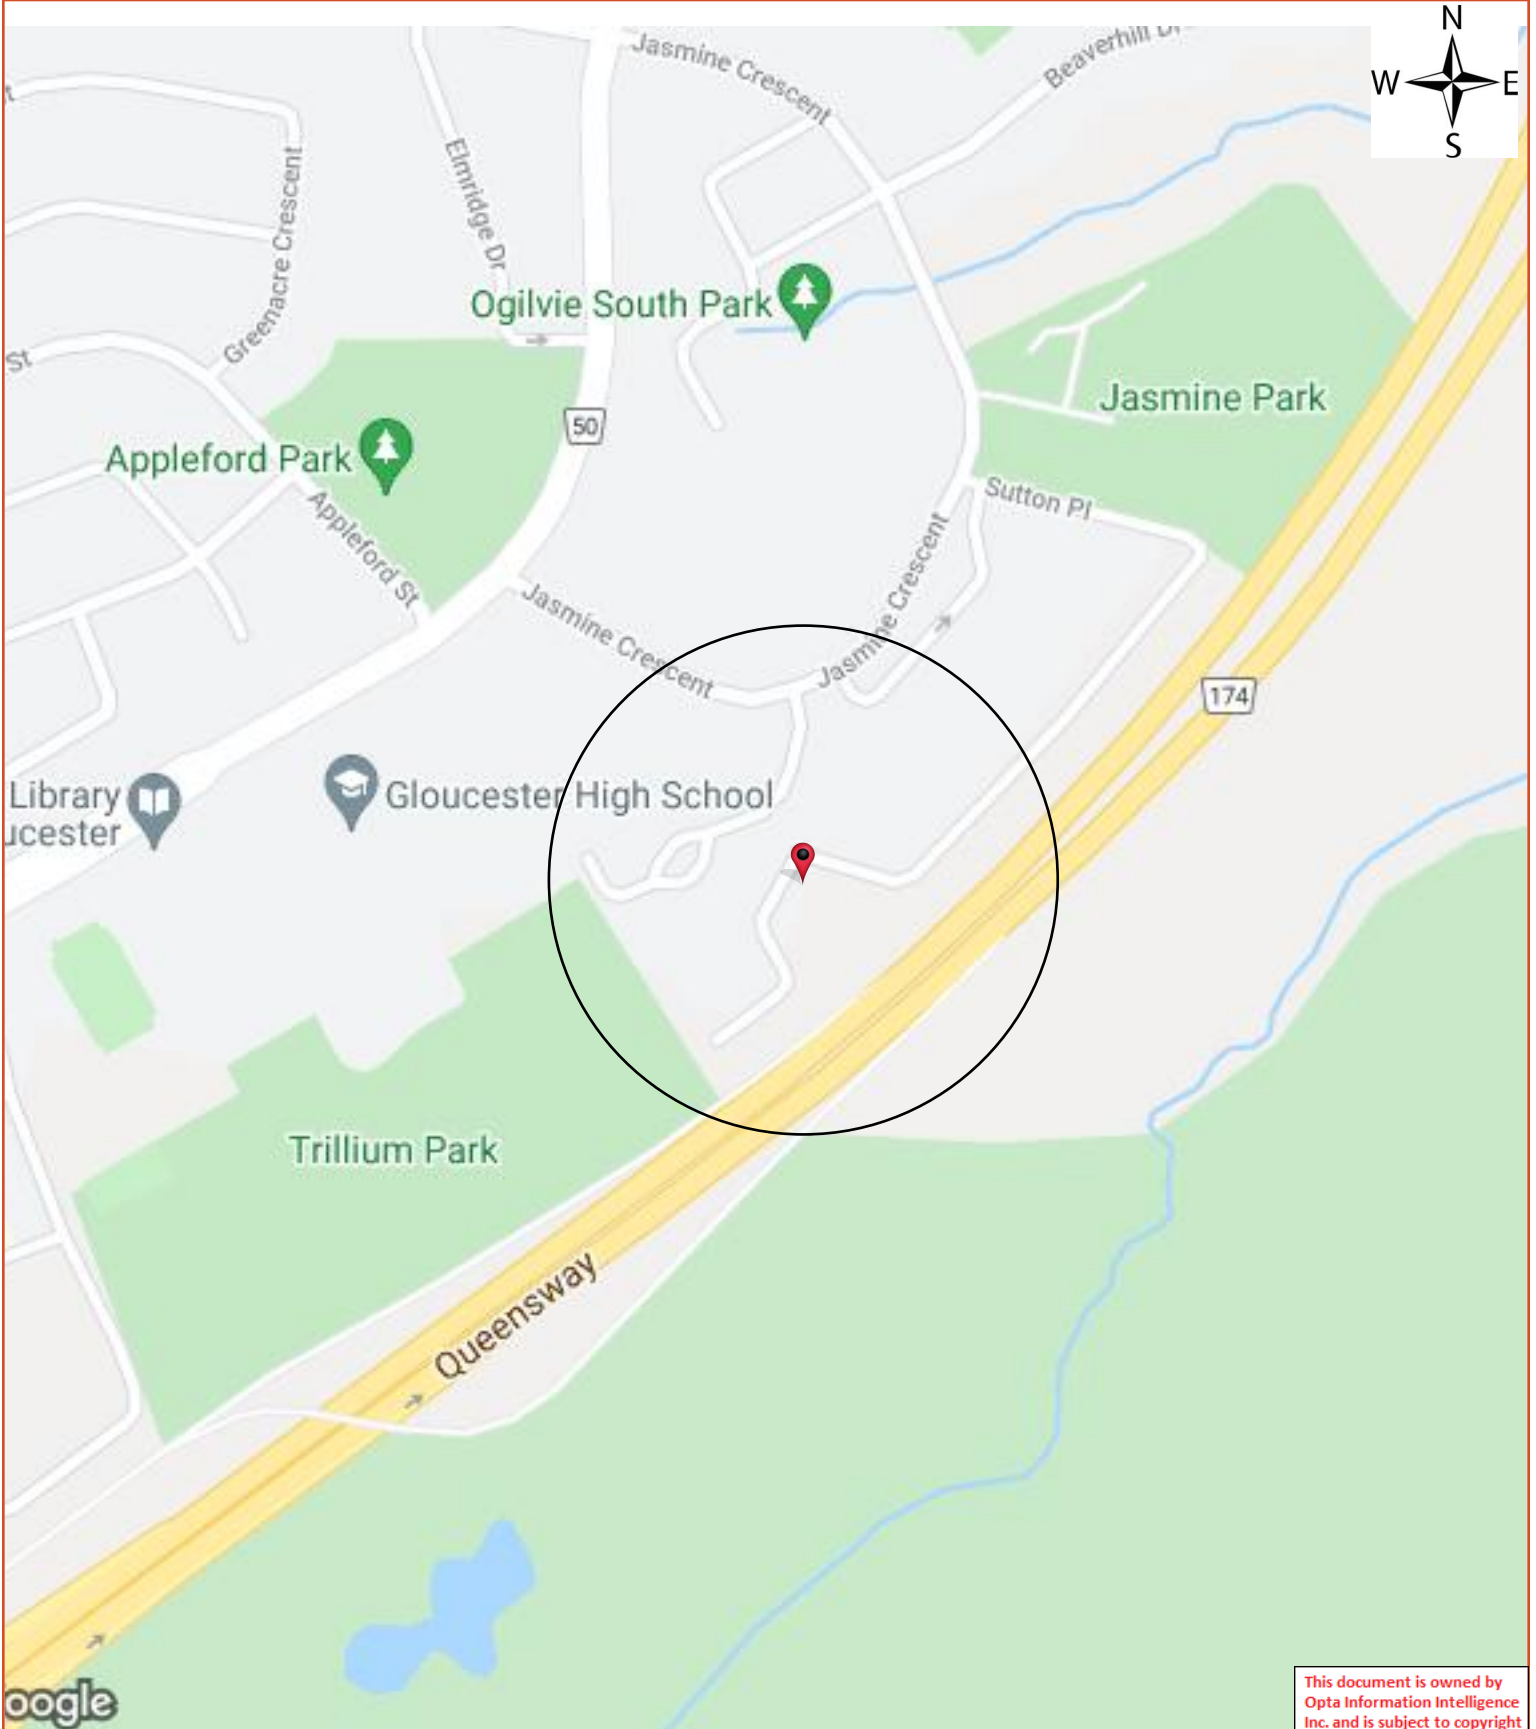 N
W E
S
Jasmine Crescent
Beaverhill Dr
Elmridge Dr
Greenacre Crescent
Ogilvie South Park
St
50
Jasmine Park
Appleford Park
Appleford St
Sutton Pl
Jasmine Crescent
Jasmine Crescent
174
Library
ucester
Gloucester High School
Trillium Park
Queensway
oogle
This document is owned by
Opta Information Intelligence
Inc. and is subject to copyright